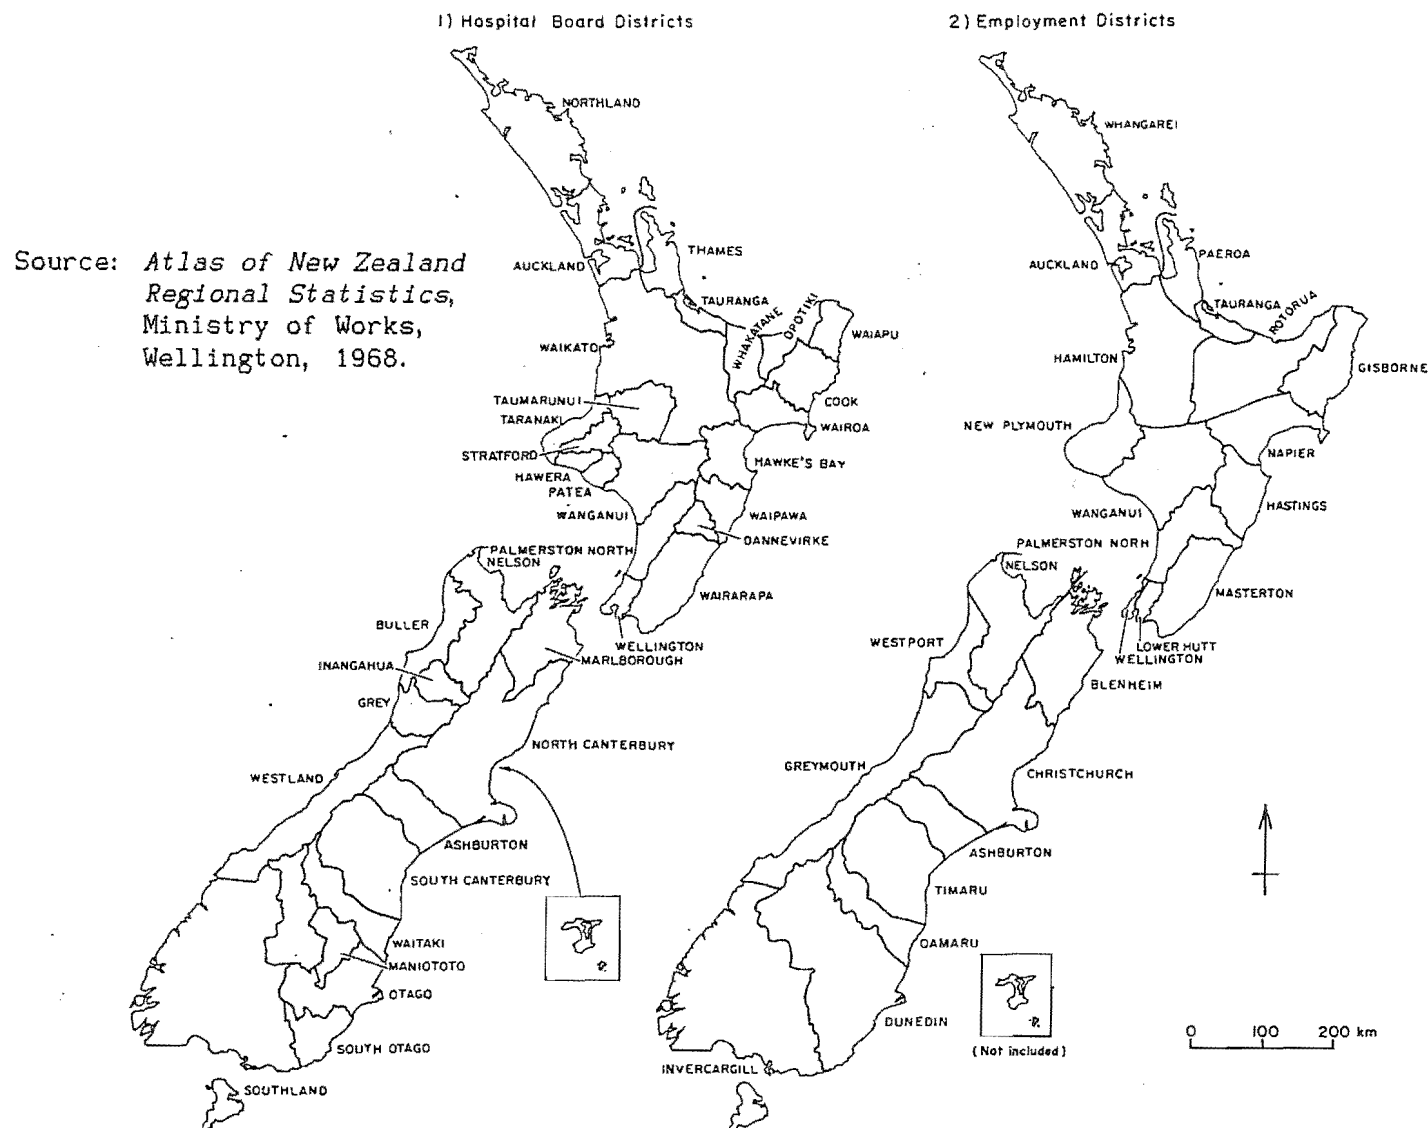 1) Hospital Board Districts
2) Employment Districts
Source: Atlas of New Zealand
Regional Statistics,
Ministry of Works,
Wellington, 1968.
NORTHLAND
THAMES
AUCKLAND
TAURANGA
WHAKATANE
OPOTIKI
WAIAPU
WAIKATO
TAUMARUNUI
TARANAKI
COOK
WAIROA
STRATFORD
HAWKE'S BAY
HAWERA
PATEA
WANGANUI
WAIPAWA
DANNEVIRKE
PALMERSTON NORTH
NELSON
WAIRARAPA
BULLER
WELLINGTON
MARLBOROUGH
INANGAHUA
GREY
NORTH CANTERBURY
WESTLAND
ASHBURTON
SOUTH CANTERBURY
WAITAKI
MANIOTOTO
OTAGO
SOUTH OTAGO
SOUTHLAND
WHANGAREI
PAEROA
AUCKLAND
TAURANGA
ROTORUA
HAMILTON
GISBORNE
NEW PLYMOUTH
NAPIER
HASTINGS
WANGANUI
PALMERSTON NORH
NELSON
MASTERTON
WESTPORT
LOWER HUTT
WELLINGTON
BLENHEIM
GREYMOUTH
CHRISTCHURCH
ASHBURTON
TIMARU
OAMARU
DUNEDIN
(Not included)
INVERCARGILL
0 100 200 km